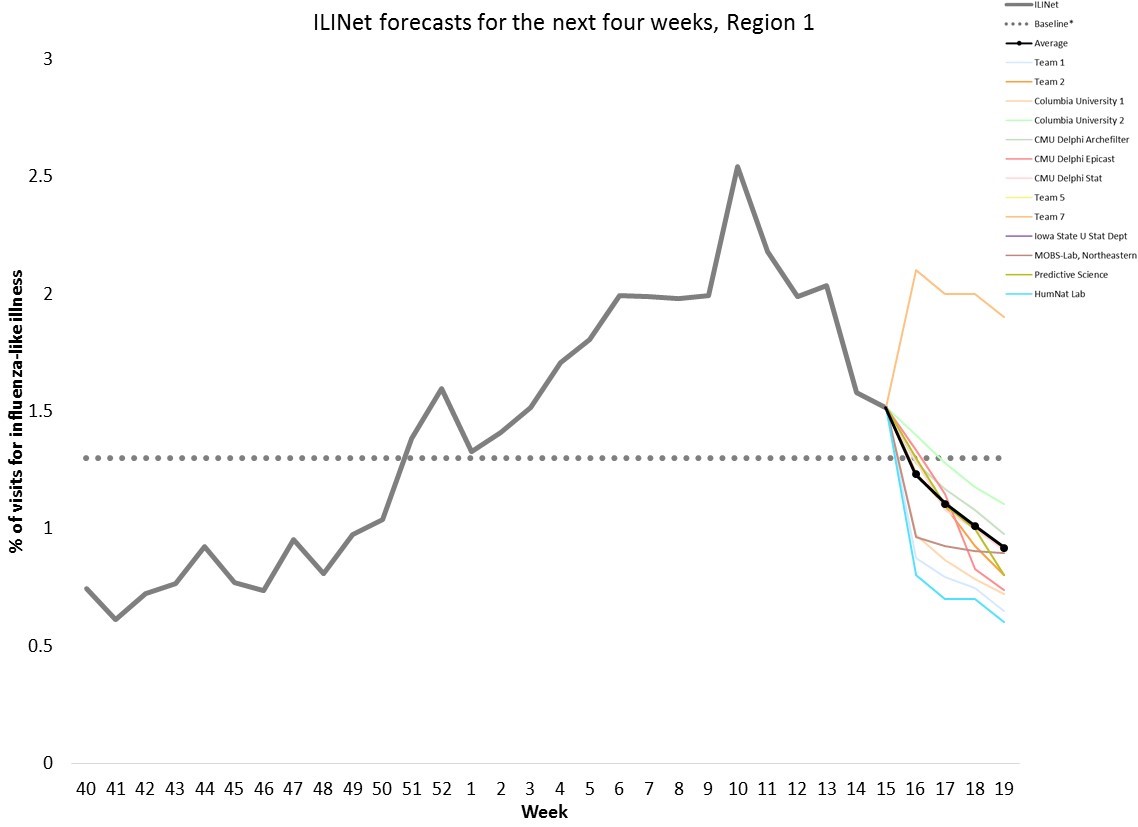 ILINet forecasts for the next four weeks, Region 1
ILINet
Baseline*
Average
Team 1
Team 2
Columbia University 1
Columbia University 2
CMU Delphi Archefilter
CMU Delphi Epicast
CMU Delphi Stat
Team 5
Team 7
Iowa State U Stat Dept
MOBS-Lab, Northeastern
Predictive Science
HumNat Lab
% of visits for influenza-like illness
3
2.5
2
1.5
1
0.5
0
40 41 42 43 44 45 46 47 48 49 50 51 52 1 2 3 4 5 6 7 8 9 10 11 12 13 14 15 16 17 18 19
Week